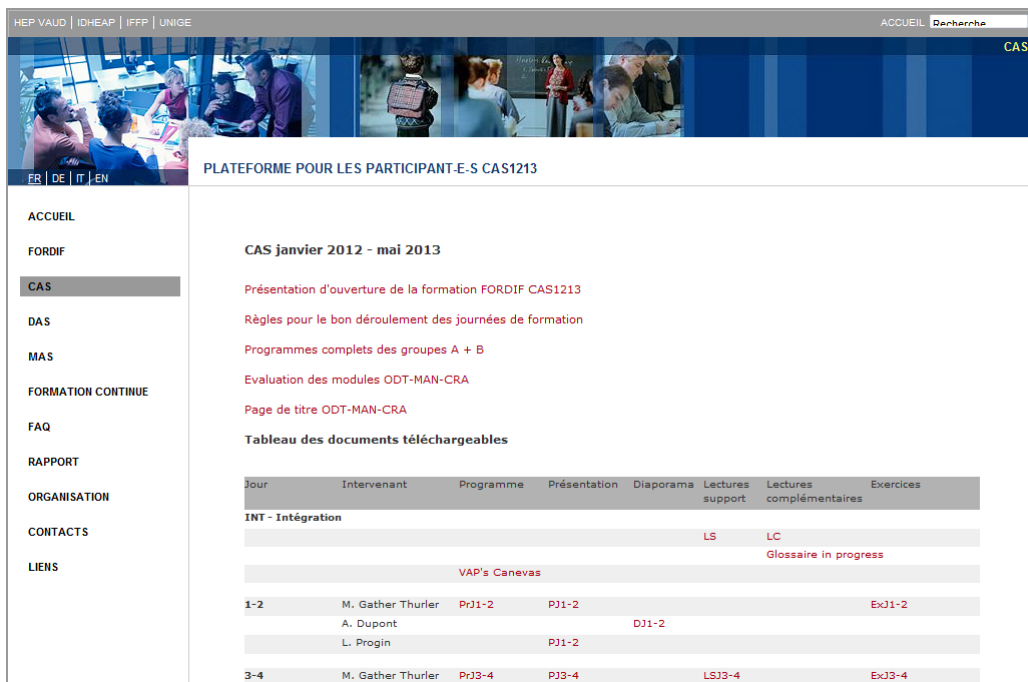 HEP VAUD | IDHEAP | IFFP | UNIGE
ACCUEIL Recherche
CAS
FR | DE | IT | EN
PLATEFORME POUR LES PARTICIPANT-E-S CAS1213
ACCUEIL
FORDIF
CAS
DAS
MAS
FORMATION CONTINUE
FAQ
RAPPORT
ORGANISATION
CONTACTS
LIENS
CAS janvier 2012 - mai 2013
Présentation d'ouverture de la formation FORDIF CAS1213
Règles pour le bon déroulement des journées de formation
Programmes complets des groupes A + B
Evaluation des modules ODT-MAN-CRA
Page de titre ODT-MAN-CRA
Tableau des documents téléchargeables
Jour Intervenant Programme Présentation Diaporama Lectures support Lectures complémentaires Exercices
INT - Intégration
LS LC
Glossaire in progress
VAP's Canevas
1-2 M. Gather Thurler PrJ1-2 PJ1-2 ExJ1-2
A. Dupont DJ1-2
L. Progin PJ1-2
3-4 M. Gather Thurler PrJ3-4 PJ3-4 LSJ3-4 ExJ3-4